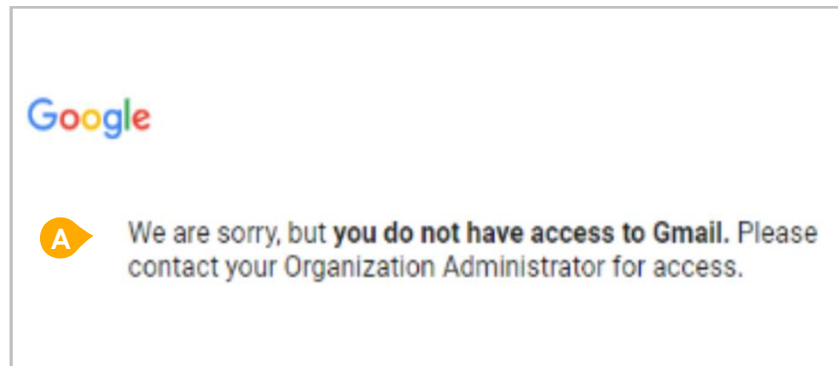 Google
A
We are sorry, but you do not have access to Gmail. Please
contact your Organization Administrator for access.